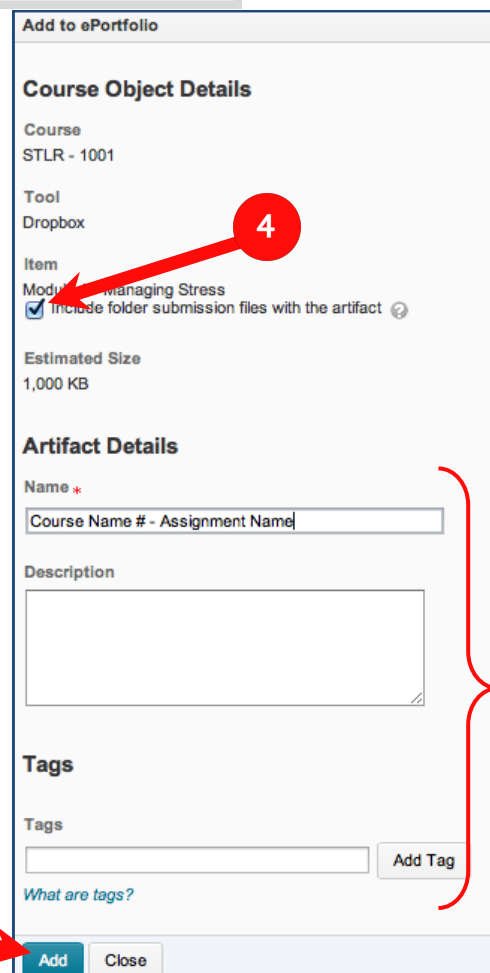 Add to ePortfolio
Course Object Details
Course
STLR - 1001
Tool
Dropbox
4
Item
Managing Stress
Include folder submission files with the artifact
Estimated Size
1,000 KB
Artifact Details
Name *
Course Name # - Assignment Name
Description
Tags
Tags
Add Tag
What are tags?
Add Close